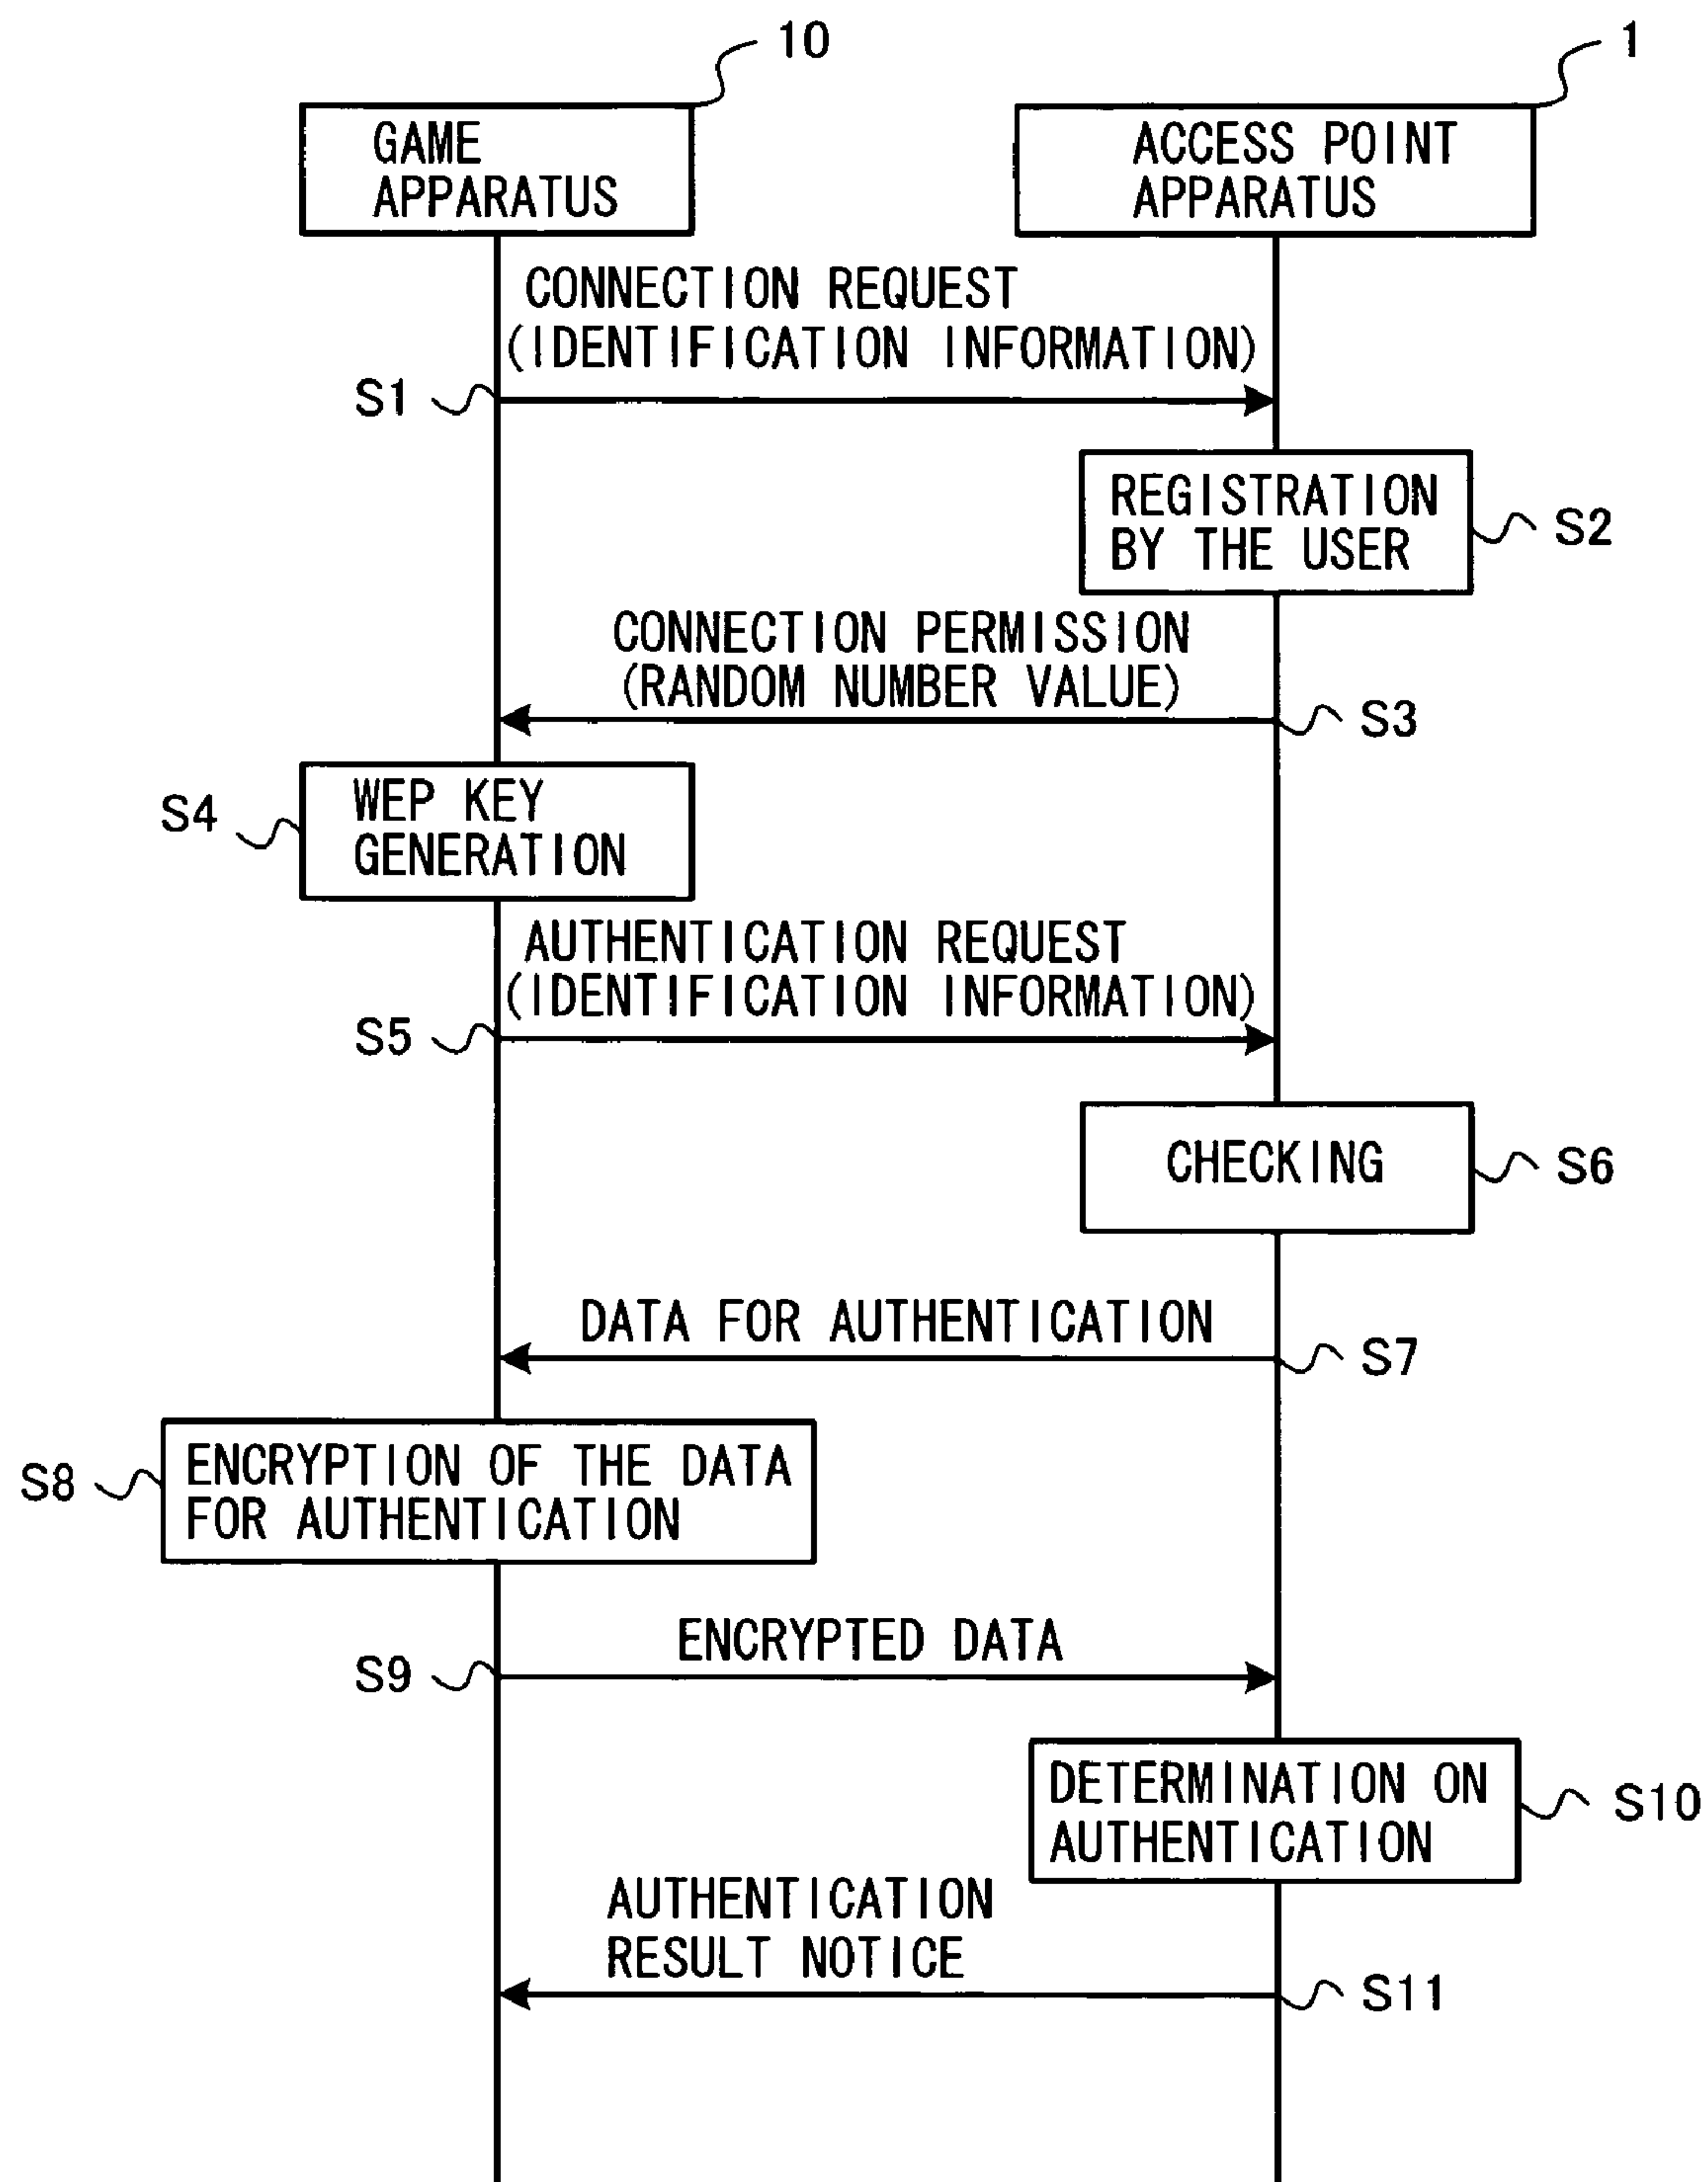 10
1
GAME
APPARATUS
ACCESS POINT
APPARATUS
CONNECTION REQUEST
(IDENTIFICATION INFORMATION)
S1
REGISTRATION
BY THE USER
S2
CONNECTION PERMISSION
(RANDOM NUMBER VALUE)
S3
S4
WEP KEY
GENERATION
AUTHENTICATION REQUEST
(IDENTIFICATION INFORMATION)
S5
CHECKING
S6
DATA FOR AUTHENTICATION
S7
S8
ENCRYPTION OF THE DATA
FOR AUTHENTICATION
ENCRYPTED DATA
S9
DETERMINATION ON
AUTHENTICATION
S10
AUTHENTICATION
RESULT NOTICE
S11